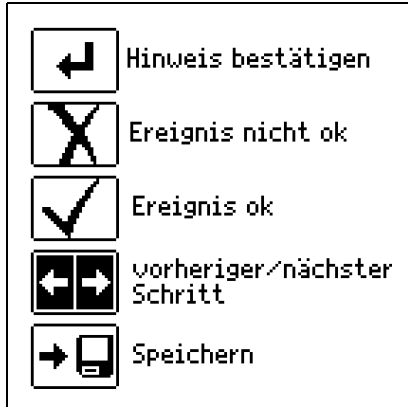 Hinweis bestätigen
Ereignis nicht ok
Ereignis ok
vorheriger/nächster
Schritt
Speichern